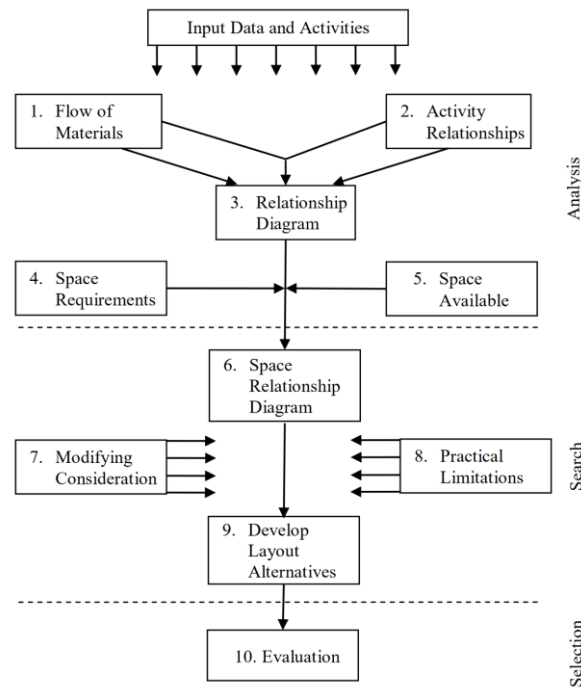 Input Data and Activities
1. Flow of
Materials
2. Activity
Relationships
3. Relationship
Diagram
Analysis
4. Space
Requirements
5. Space
Available
6. Space
Relationship
Diagram
7. Modifying
Consideration
8. Practical
Limitations
Search
9. Develop
Layout
Alternatives
10. Evaluation
Selection